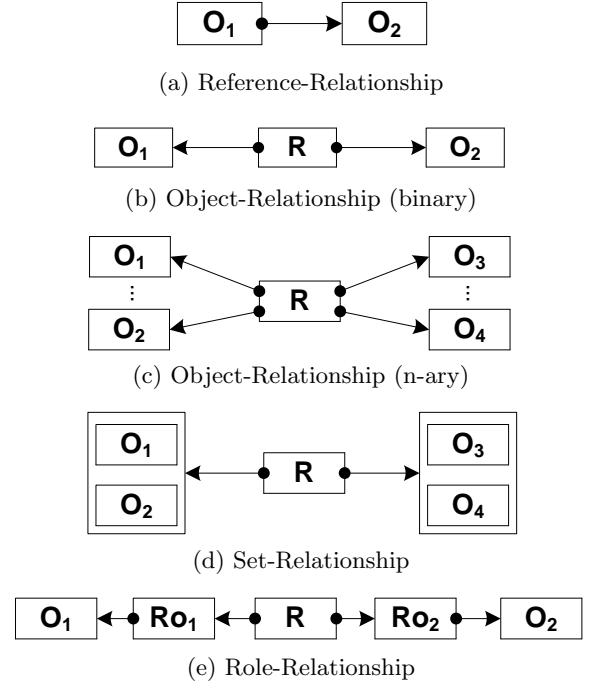 O₁ O₂
(a) Reference-Relationship
O₁ R O₂
(b) Object-Relationship (binary)
O₁ O₃
⋮ R ⋮
O₂ O₄
(c) Object-Relationship (n-ary)
O₁ O₃
R
O₂ O₄
(d) Set-Relationship
O₁ Ro₁ R Ro₂ O₂
(e) Role-Relationship